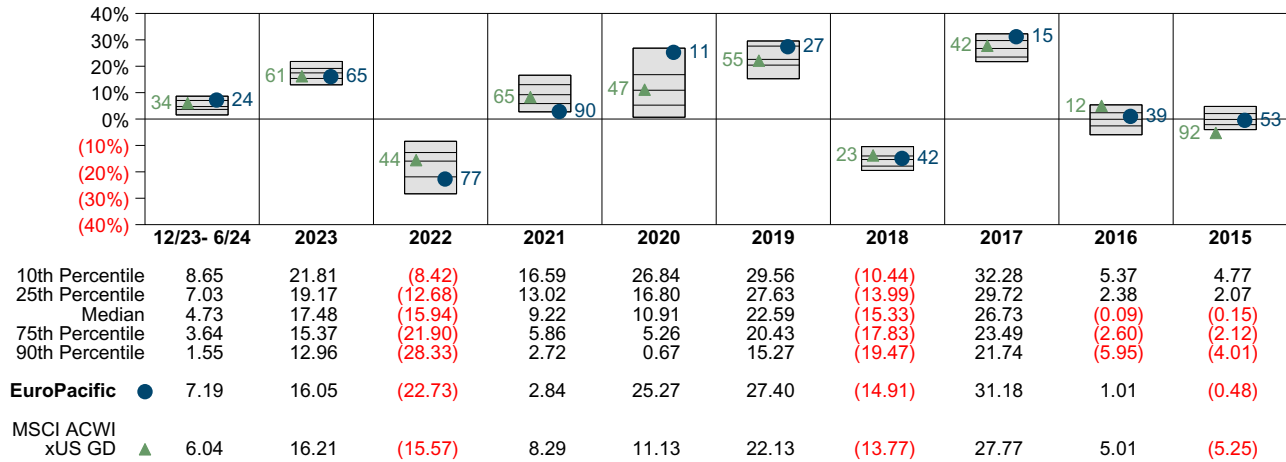 40%
30%
20%
10%
0%
(10%)
(20%)
(30%)
(40%)
34 24
61 65
44 77
65 90
47 11
55 27
23 42
42 15
12 39
92 53
12/23- 6/24 2023 2022 2021 2020 2019 2018 2017 2016 2015
10th Percentile 8.65 21.81 (8.42) 16.59 26.84 29.56 (10.44) 32.28 5.37 4.77
25th Percentile 7.03 19.17 (12.68) 13.02 16.80 27.63 (13.99) 29.72 2.38 2.07
Median 4.73 17.48 (15.94) 9.22 10.91 22.59 (15.33) 26.73 (0.09) (0.15)
75th Percentile 3.64 15.37 (21.90) 5.86 5.26 20.43 (17.83) 23.49 (2.60) (2.12)
90th Percentile 1.55 12.96 (28.33) 2.72 0.67 15.27 (19.47) 21.74 (5.95) (4.01)
EuroPacific 7.19 16.05 (22.73) 2.84 25.27 27.40 (14.91) 31.18 1.01 (0.48)
MSCI ACWI
xUS GD 6.04 16.21 (15.57) 8.29 11.13 22.13 (13.77) 27.77 5.01 (5.25)